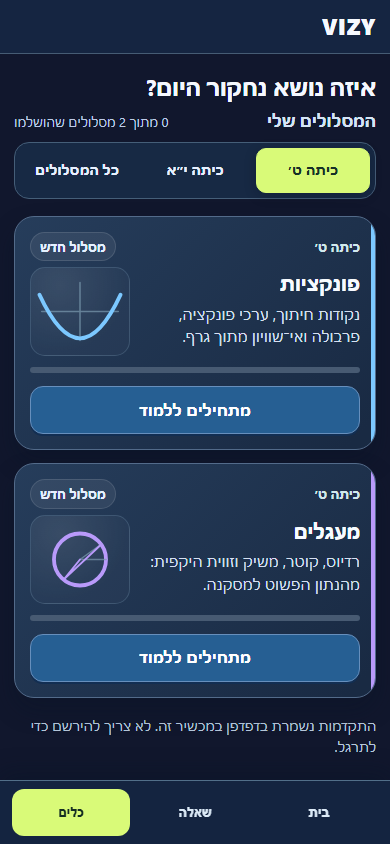 VIZY
איזה נושא נחקור היום?
המסלולים שלי
0 מתוך 2 מסלולים שהושלמו
כיתה ט׳
כיתה י״א
כל המסלולים
כיתה ט׳
מסלול חדש
פונקציות
נקודות חיתוך, ערכי פונקציה,
פרבולה ואי־שוויון מתוך גרף.
מתחילים ללמוד
כיתה ט׳
מסלול חדש
מעגלים
רדיוס, קוטר, משיק וזווית היקפית:
מהנתון הפשוט למסקנה.
מתחילים ללמוד
התקדמות נשמרת בדפדפן במכשיר זה. לא צריך להירשם כדי
לתרגל.
בית
שאלה
כלים